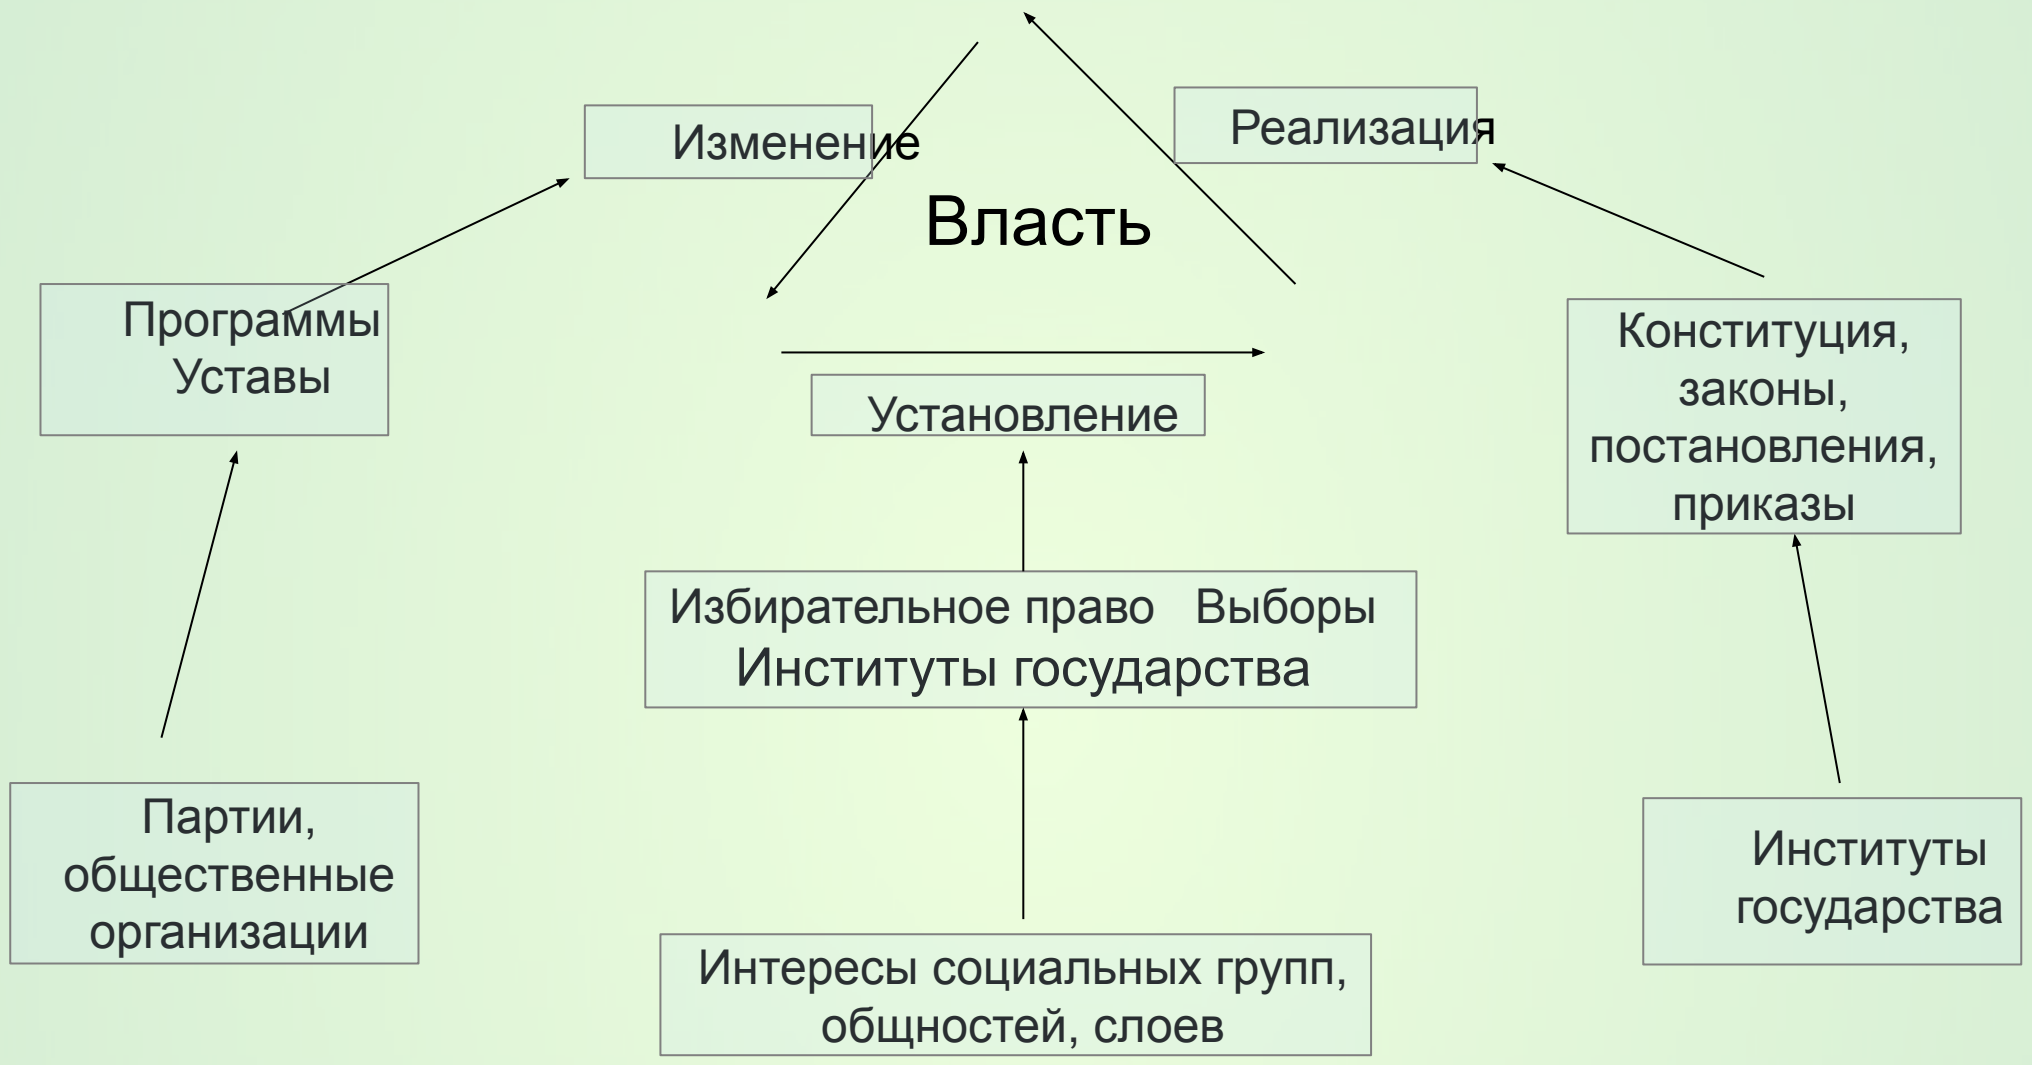 Изменение
Реализация
Власть
Программы
Уставы
Конституция,
законы,
постановления,
приказы
Установление
Избирательное право Выборы
Институты государства
Партии,
общественные
организации
Институты
государства
Интересы социальных групп,
общностей, слоев